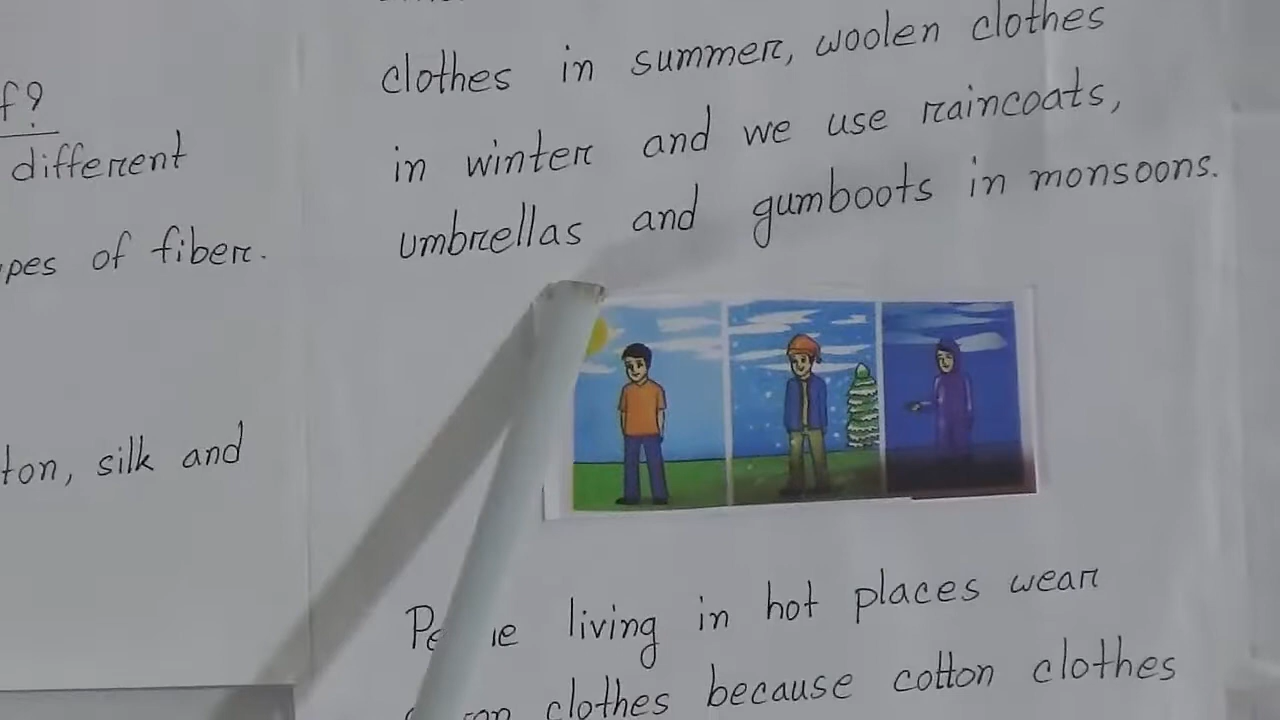 f?
different
pes of fiber.
ton, silk and
clothes in summer, woolen clothes
in winter and we use raincoats,
umbrellas and gumboots in monsoons.
living in hot places wear
clothes because cotton clothes